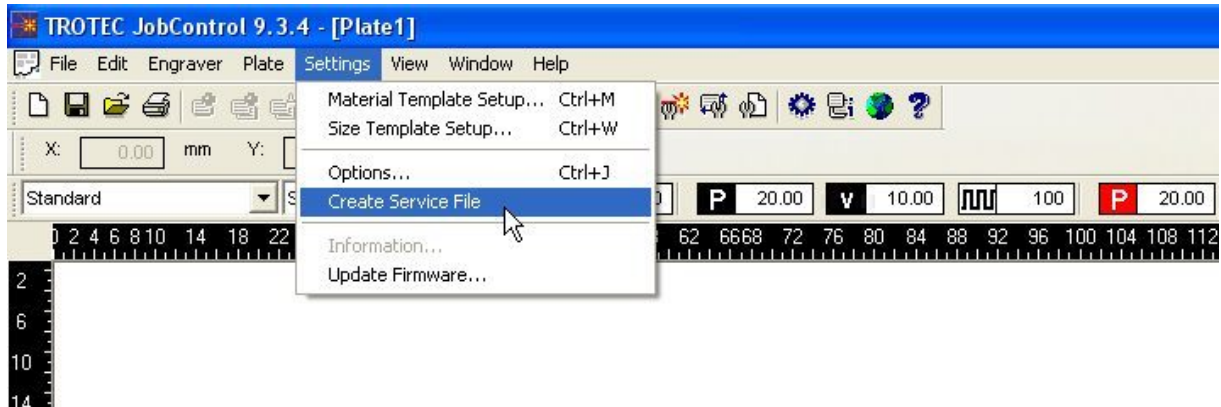 TROTEC JobControl 9.3.4 - [Plate1]
File Edit Engraver Plate Settings View Window Help
Material Template Setup... Ctrl+M
Size Template Setup... Ctrl+W
Options... Ctrl+J
Create Service File
Information...
Update Firmware...
X: 0.00 mm Y:
Standard S P 20.00 v 10.00 100 P 20.00
0 2 4 6 8 10 14 18 22 62 66 68 72 76 80 84 88 92 96 100 104 108 112
2
6
10
14